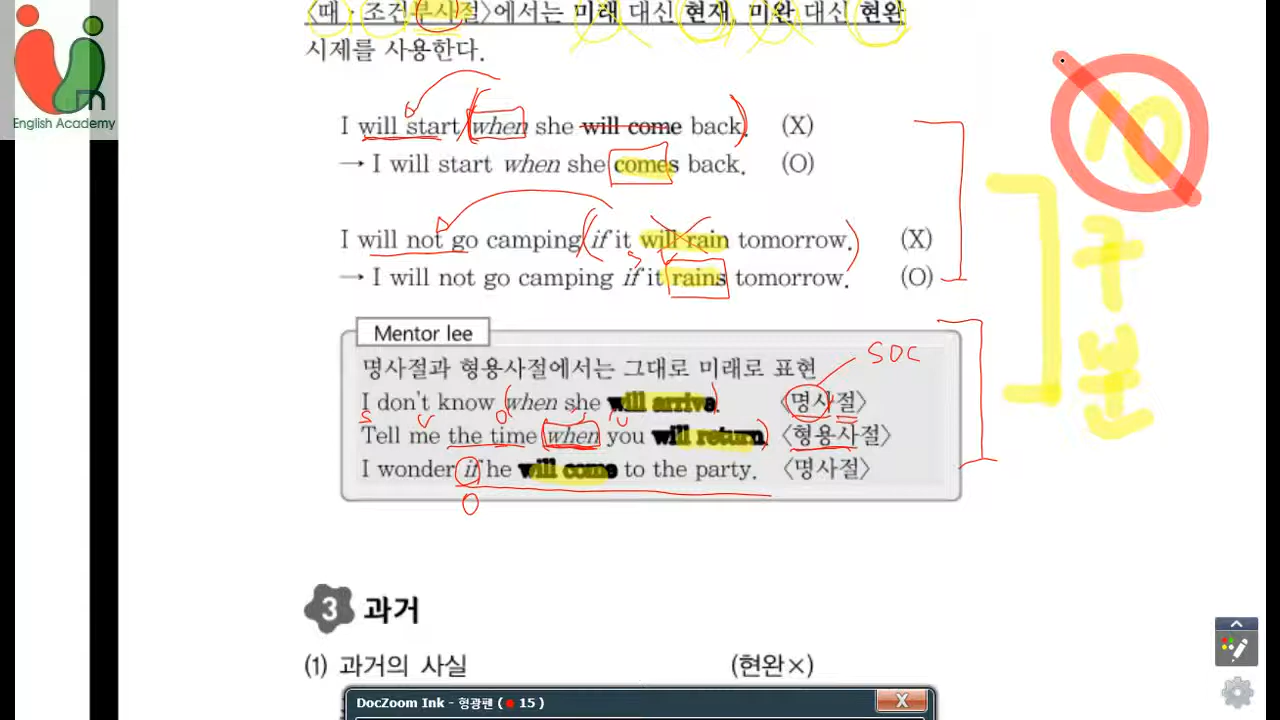 〈때·조건부사절〉에서는 미래 대신 현재, 미완 대신 현완
시제를 사용한다.
English Academy
I will start when she will come back. (X)
→ I will start when she comes back. (O)
I will not go camping if it will rain tomorrow. (X)
→ I will not go camping if it rains tomorrow. (O)
구분
Mentor lee
명사절과 형용사절에서는 그대로 미래로 표현
SOC
I don't know when she will arrive. 〈명사절〉
S V O
Tell me the time when you will return. 〈형용사절〉
I wonder if he will come to the party. 〈명사절〉
O
3 과거
(1) 과거의 사실 (현완×)
DocZoom Ink - 형광펜 ( 15 )
X